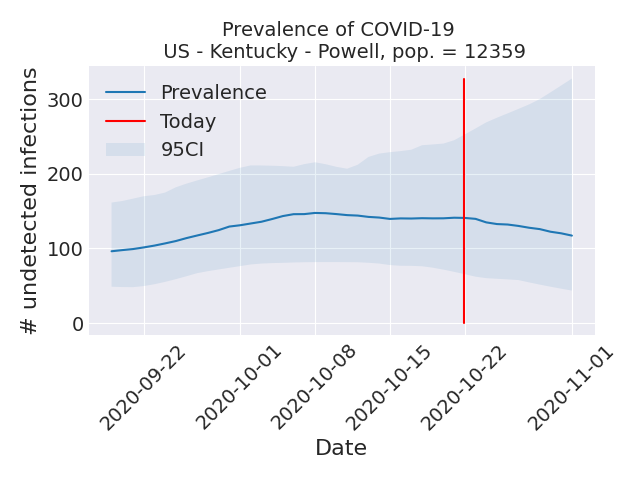 Prevalence of COVID-19
US - Kentucky - Powell, pop. = 12359
# undetected infections
300
200
100
0
Prevalence
Today
95CI
2020-09-22
2020-10-01
2020-10-08
2020-10-15
2020-10-22
2020-11-01
Date